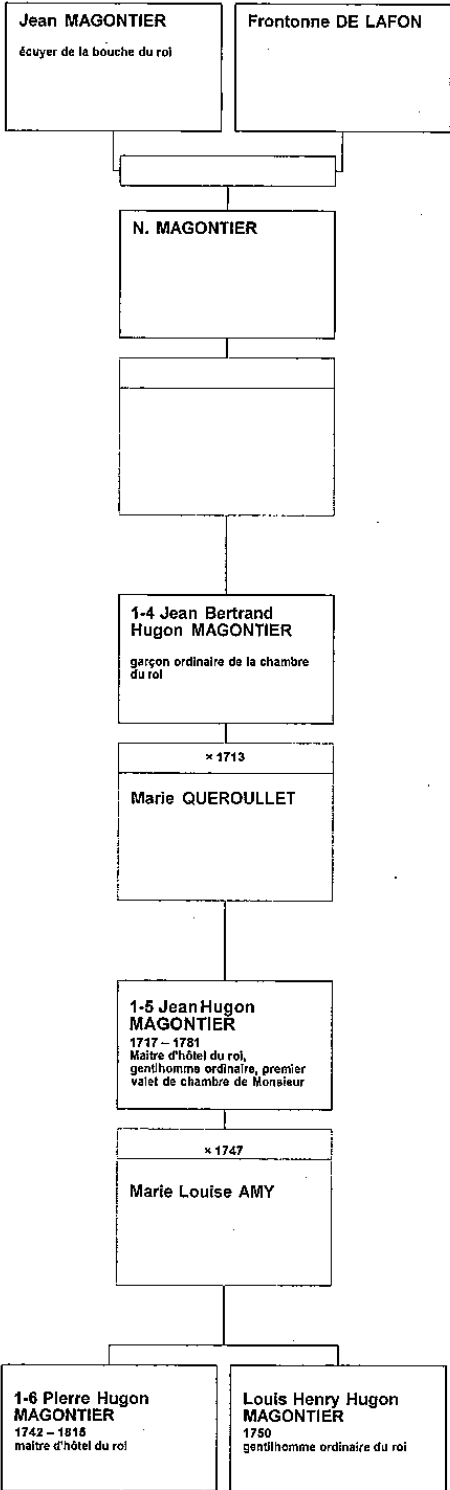 Jean MAGONTIER
écuyer de la bouche du roi
Frontonne DE LAFON
N. MAGONTIER
1-4 Jean Bertrand
Hugon MAGONTIER
garçon ordinaire de la chambre
du roi
× 1713
Marie QUEROULLET
1-5 Jean Hugon
MAGONTIER
1717 – 1781
Maitre d'hôtel du roi,
gentilhomme ordinaire, premier
valet de chambre de Monsieur
× 1747
Marie Louise AMY
1-6 Pierre Hugon
MAGONTIER
1742 – 1815
maitre d'hôtel du roi
Louis Henry Hugon
MAGONTIER
1750
gentilhomme ordinaire du roi